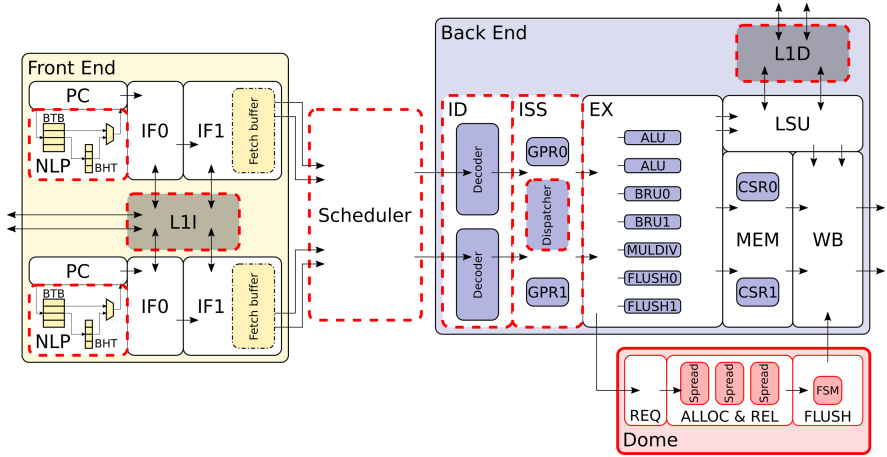 Front End
PC
BTB
NLP
BHT
IF0
IF1
Fetch buffer
L1I
PC
BTB
NLP
BHT
IF0
IF1
Fetch buffer
Scheduler
Back End
L1D
ID
Decoder
Decoder
ISS
GPR0
Dispatcher
GPR1
EX
ALU
ALU
BRU0
BRU1
MULDIV
FLUSH0
FLUSH1
LSU
CSR0
MEM
CSR1
WB
REQ
Spread
Spread
Spread
ALLOC & REL
FSM
FLUSH
Dome